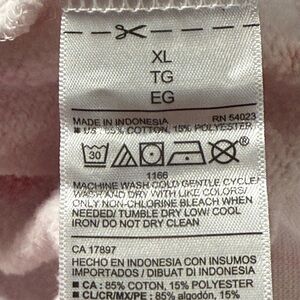 XL
TG
EG
MADE IN INDONESIA RN 54023
■ US : 85% COTTON, 15% POLYESTER
30
1166
MACHINE WASH COLD GENTLE CYCLE/
WASH AND DRY WITH LIKE COLORS/
ONLY NON-CHLORINE BLEACH WHEN
NEEDED/ TUMBLE DRY LOW/ COOL
IRON/ DO NOT DRY CLEAN
CA 17897
HECHO EN INDONESIA CON INSUMOS
IMPORTADOS / DIBUAT DI INDONESIA
■ CA : 85% COTON, 15% POLYESTER
■ CL/CR/MX/PE : 85% algodón, 15%